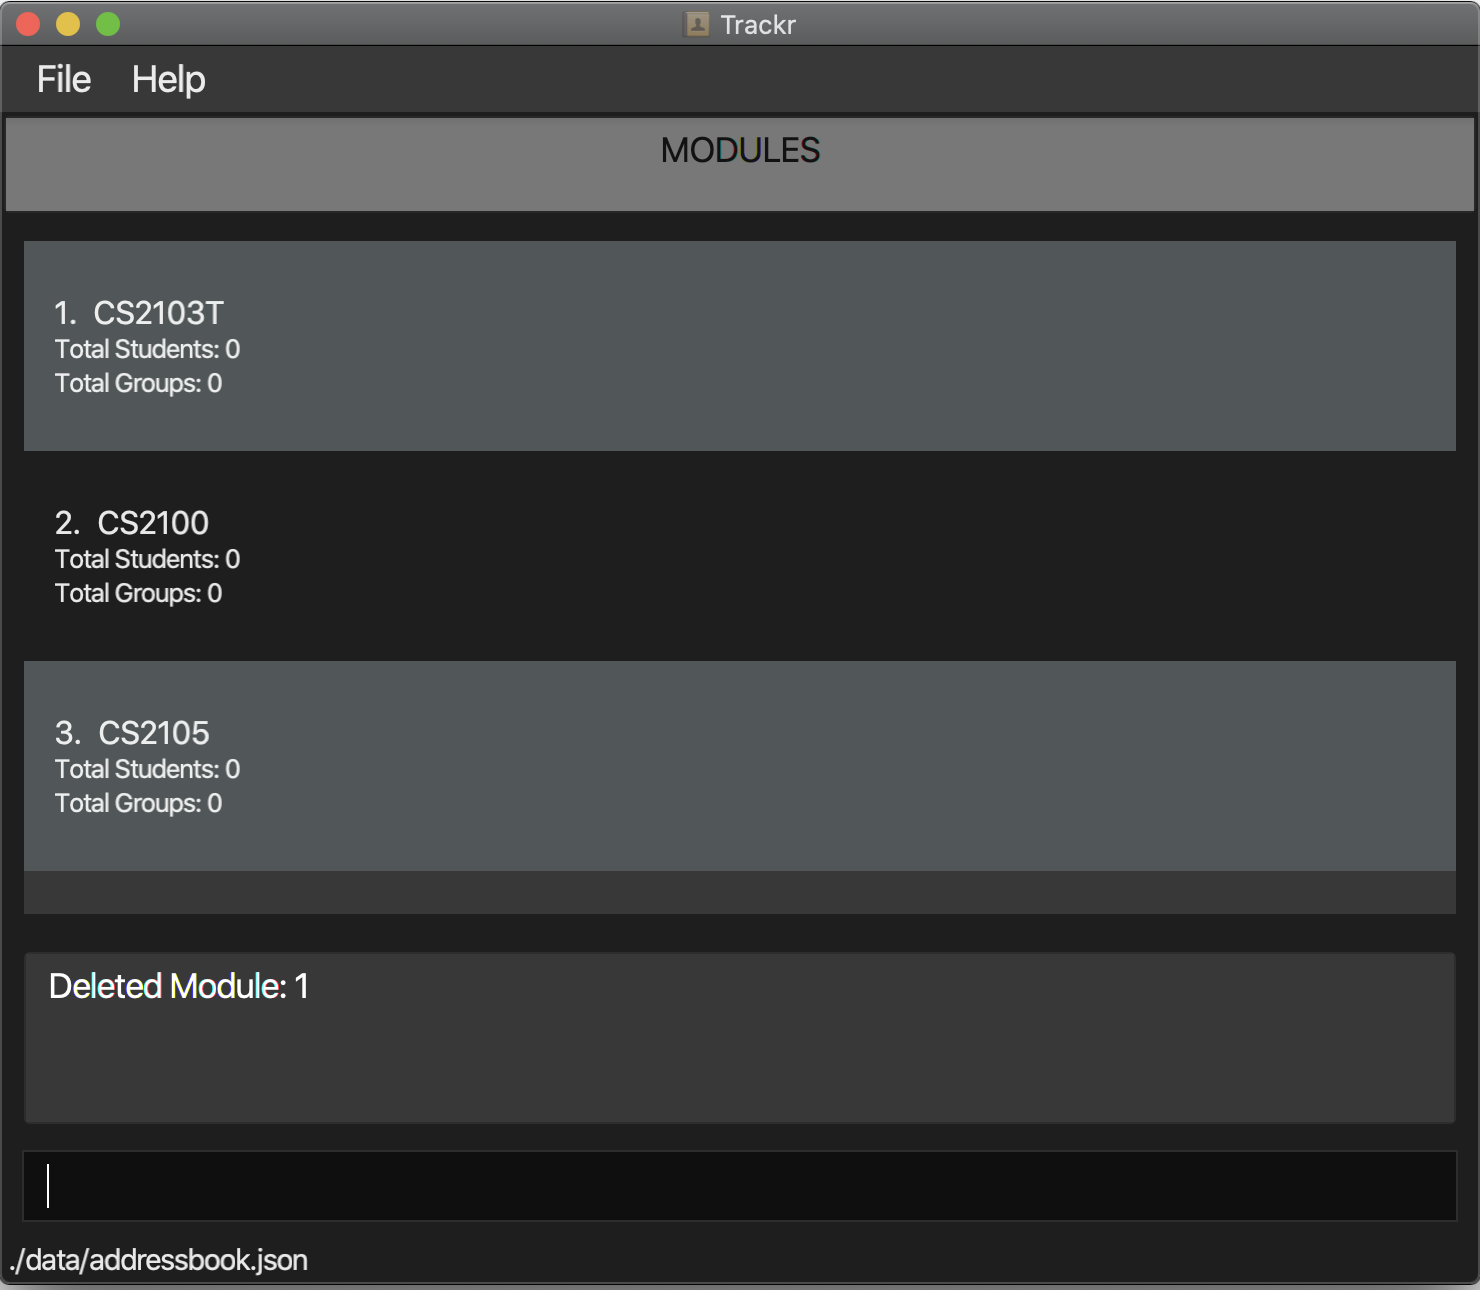 Trackr
File Help
MODULES
1. CS2103T
Total Students: 0
Total Groups: 0
2. CS2100
Total Students: 0
Total Groups: 0
3. CS2105
Total Students: 0
Total Groups: 0
Deleted Module: 1
./data/addressbook.json